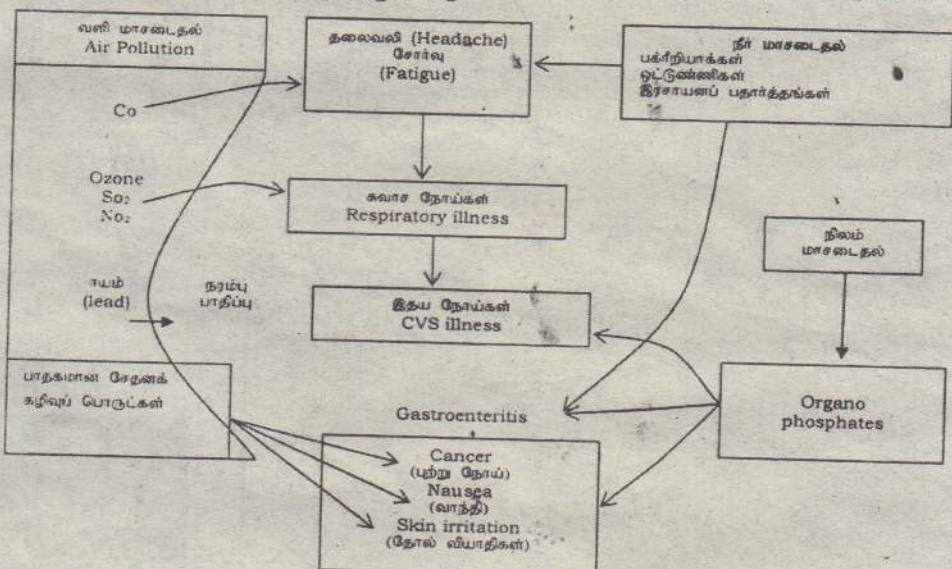 வளி மாசடைதல்
Air Pollution
Co
Ozone
So₂
No₂
ஈயம்
(lead)
நரம்பு
பாதிப்பு
பாதகமான சேதனக்
கழிவுப் பொருட்கள்
தலைவலி (Headache)
சோர்வு
(Fatigue)
சுவாச நோய்கள்
Respiratory illness
இதய நோய்கள்
CVS illness
Gastroenteritis
Cancer
(புற்று நோய்)
Nausea
(வாந்தி)
Skin irritation
(தோல் வியாதிகள்)
நீர் மாசடைதல்
பக்றீறியாக்கள்
ஒட்டுண்ணிகள்
இரசாயனப் பதார்த்தங்கள்
நிலம்
மாசடைதல்
Organo
phosphates